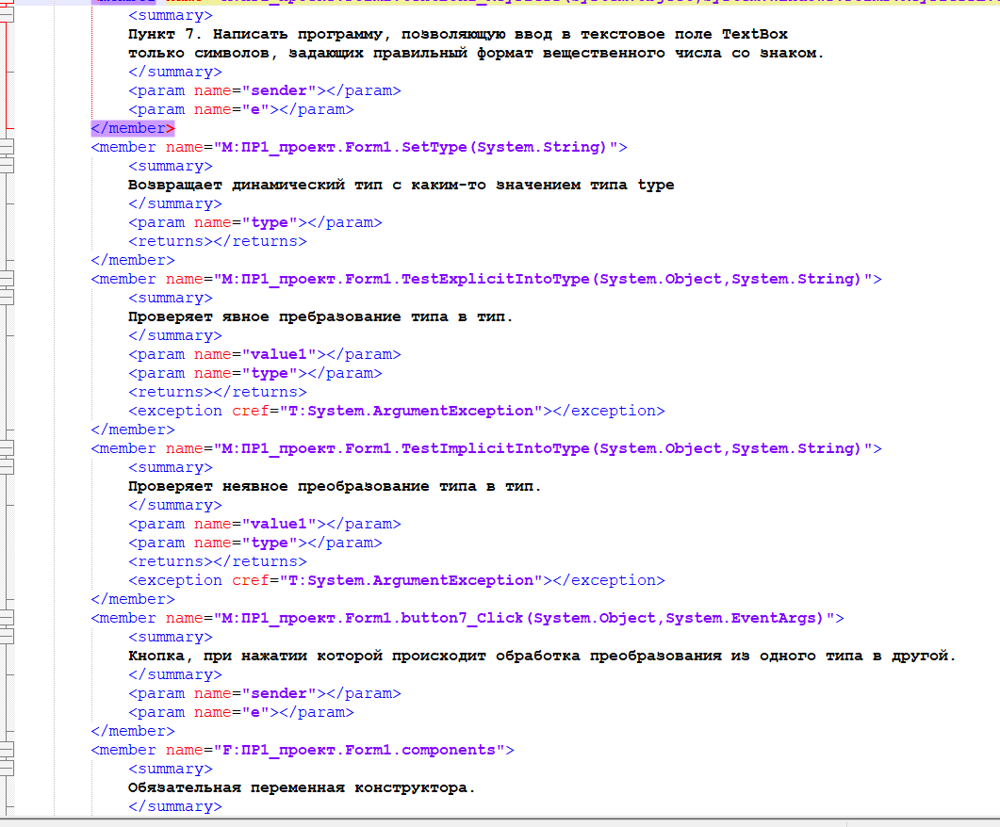 <summary>
Пункт 7. Написать программу, позволяющую ввод в текстовое поле TextBox
только символов, задающих правильный формат вещественного числа со знаком.
</summary>
<param name="sender"></param>
<param name="e"></param>
</member>
<member name="M:ПР1_проект.Form1.SetType(System.String)">
<summary>
Возвращает динамический тип с каким-то значением типа type
</summary>
<param name="type"></param>
<returns></returns>
</member>
<member name="M:ПР1_проект.Form1.TestExplicitIntoType(System.Object,System.String)">
<summary>
Проверяет явное пребразование типа в тип.
</summary>
<param name="value1"></param>
<param name="type"></param>
<returns></returns>
<exception cref="T:System.ArgumentException"></exception>
</member>
<member name="M:ПР1_проект.Form1.TestImplicitIntoType(System.Object,System.String)">
<summary>
Проверяет неявное преобразование типа в тип.
</summary>
<param name="value1"></param>
<param name="type"></param>
<returns></returns>
<exception cref="T:System.ArgumentException"></exception>
</member>
<member name="M:ПР1_проект.Form1.button7_Click(System.Object,System.EventArgs)">
<summary>
Кнопка, при нажатии которой происходит обработка преобразования из одного типа в другой.
</summary>
<param name="sender"></param>
<param name="e"></param>
</member>
<member name="F:ПР1_проект.Form1.components">
<summary>
Обязательная переменная конструктора.
</summary>